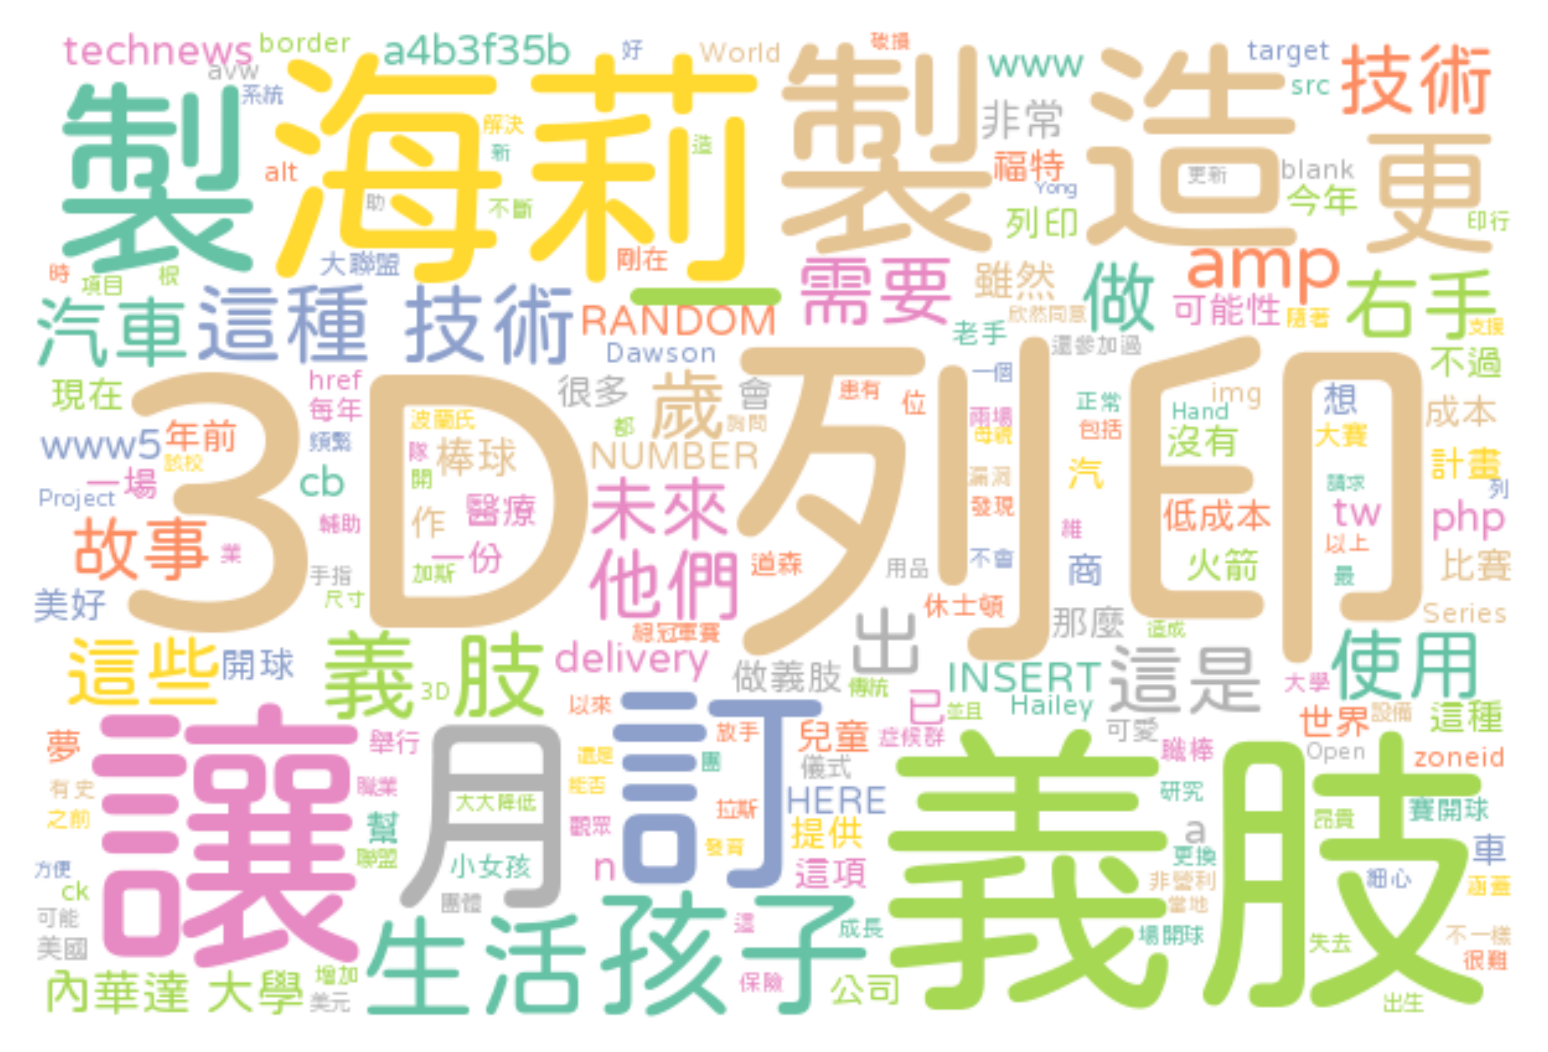 technews
border
a4b3f35b
好
World
破損
www
target
技術
avw
系統
src
製
海莉
製造
非常
解決
新
造
alt
福特
更新
blank
更
助
不斷
Yong
列印
今年
印行
時
項目
根
大聯盟
剛在
需要
雖然
做
amp
可能性
隨著
右手
支援
汽車
這種 技術
RANDOM
欣然同意
老手
Dawson
還參加過
不過
現在
href
每年
很多
歲
會
患有
位
一個
正常
img
想
成本
3D列印
波蘭氏
都
詢問
兩場
母親
包括
Hand
沒有
大賽
www5
年前
頻繁
隊
棒球
NUMBER
該校
一場
cb
開
漏洞
汽
請求
計畫
列
Project
醫療
未來
發現
低成本
tw
php
故事
業
輔助
作
維
以上
一份
加斯
他們
道森
用品
不會
商
火箭
最
比賽
手指
尺寸
美好
休士頓
那麼
造成
Series
總冠軍賽
出
這些
開球
義 肢
3D
delivery
做義肢
傳統
INSERT
這是
大學
使用
以來
已
並且
Hailey
世界
設備
這種
夢
舉行
放手
兒童
症候群
可愛
職棒
Open
zoneid
讓
月
訂
義肢
還是
團
儀式
有史
職業
能否
大大降低
拉斯
HERE
研究
昂貴
賽開球
之前
幫
觀眾
發育
提供
a
聯盟
小女孩
n
這項
更換
車
方便
ck
非營利
細心
涵蓋
可能
團體
當地
美國
生活
孩子
這
成長
場開球
失去
不一樣
很難
內華達 大學
增加
美元
保險
公司
出生